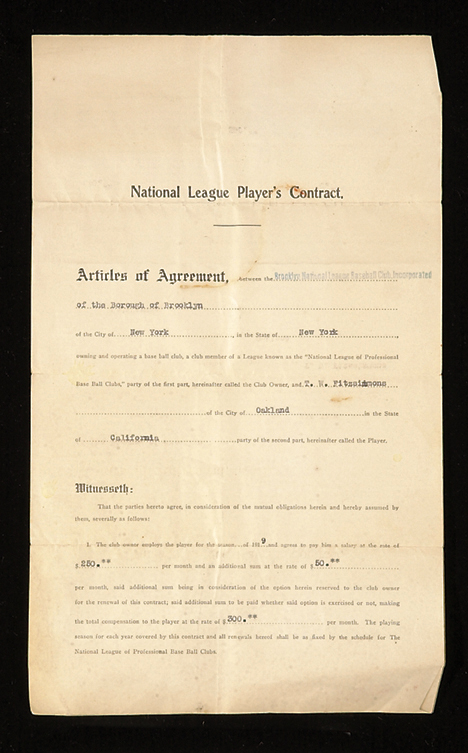 National League Player's Contract.
Articles of Agreement, between the Brooklyn National League Baseball Club, Incorporated
of the Borough of Brooklyn
of the City of New York, in the State of New York,
owning and operating a base ball club, a club member of a League known as the "National League of Professional
Base Ball Clubs," party of the first part, hereinafter called the Club Owner, and T. R. Fitzsimmons
of the City of Oakland in the State
of California party of the second part, hereinafter called the Player.
Witnesseth:
That the parties hereto agree, in consideration of the mutual obligations herein and hereby assumed by
them, severally as follows:
1. The club owner employs the player for the season of 191 9 and agrees to pay him a salary at the rate of
$ 250.** per month and an additional sum at the rate of $ 50.**
per month, said additional sum being in consideration of the option herein reserved to the club owner
for the renewal of this contract; said additional sum to be paid whether said option is exercised or not, making
the total compensation to the player at the rate of $ 300.** per month. The playing
season for each year covered by this contract and all renewals hereof shall be as fixed by the schedule for The
National League of Professional Base Ball Clubs.